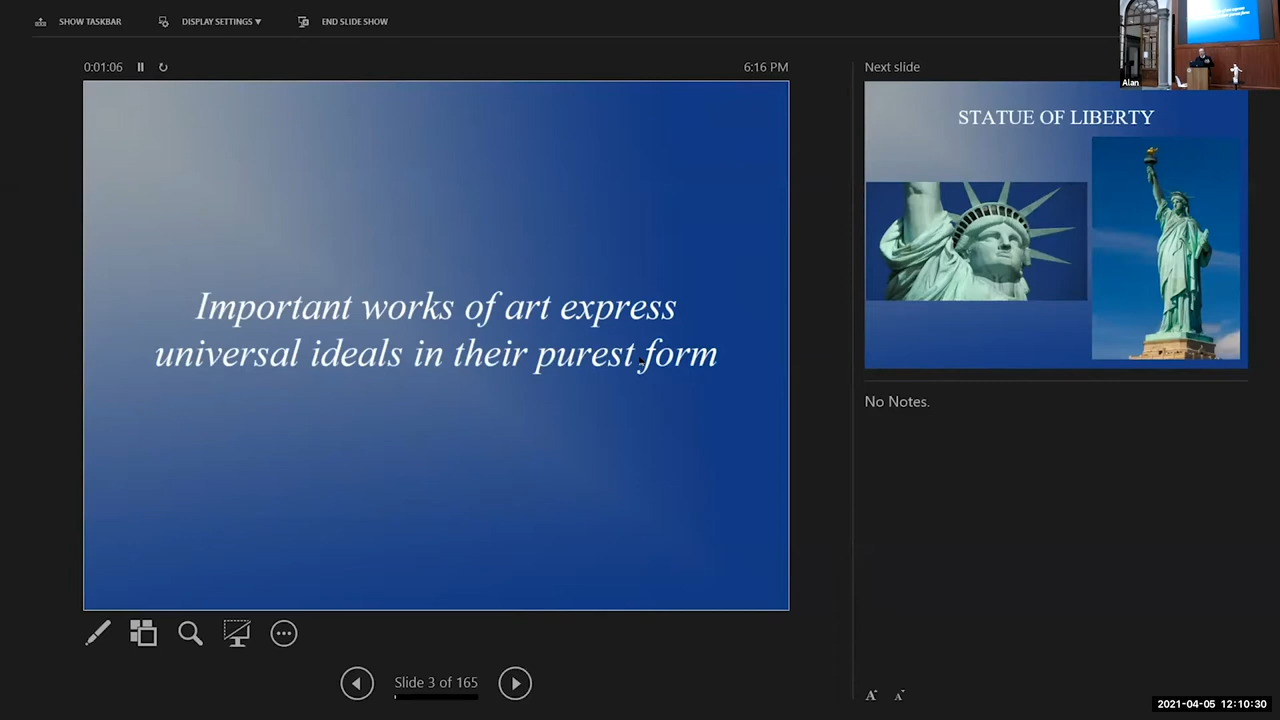 SHOW TASKBAR
DISPLAY SETTINGS ▼
END SLIDE SHOW
0:01:06
6:16 PM
Next slide
Alan
Important works of art express
universal ideals in their purest form
STATUE OF LIBERTY
No Notes.
Slide 3 of 165
A
A
2021-04-05 12:10:30